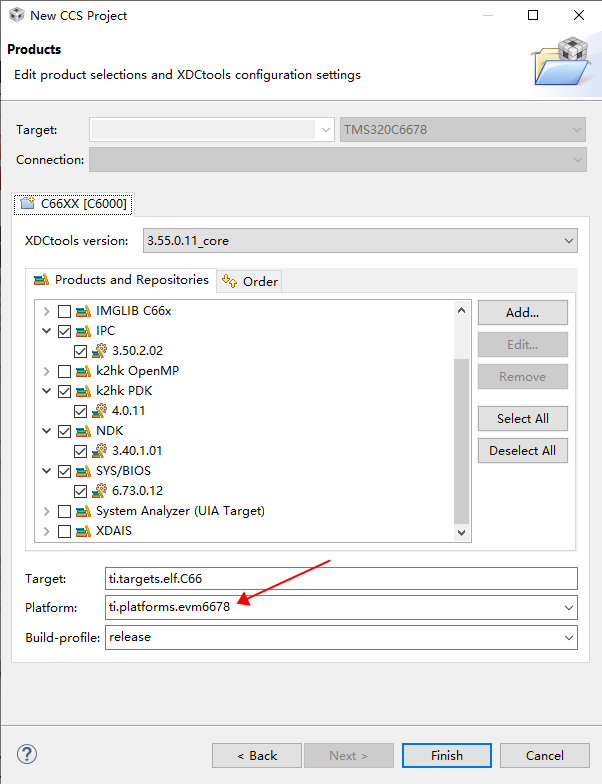 New CCS Project
Products
Edit product selections and XDCtools configuration settings
Target: TMS320C6678
Connection:
C66XX [C6000]
XDCtools version: 3.55.0.11_core
Products and Repositories Order
IMGLIB C66x
IPC
3.50.2.02
k2hk OpenMP
k2hk PDK
4.0.11
NDK
3.40.1.01
SYS/BIOS
6.73.0.12
System Analyzer (UIA Target)
XDAIS
Add...
Edit...
Remove
Select All
Deselect All
Target: ti.targets.elf.C66
Platform: ti.platforms.evm6678
Build-profile: release
? < Back Next > Finish Cancel